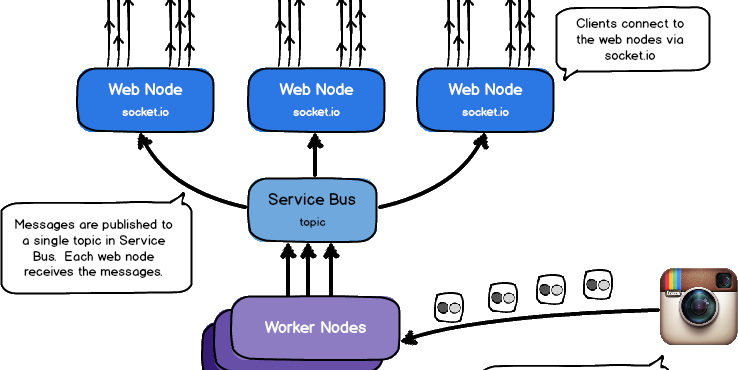 Clients connect to
the web nodes via
socket.io
Web Node
socket.io
Web Node
socket.io
Web Node
socket.io
Service Bus
topic
Messages are published to
a single topic in Service
Bus. Each web node
receives the messages.
Worker Nodes